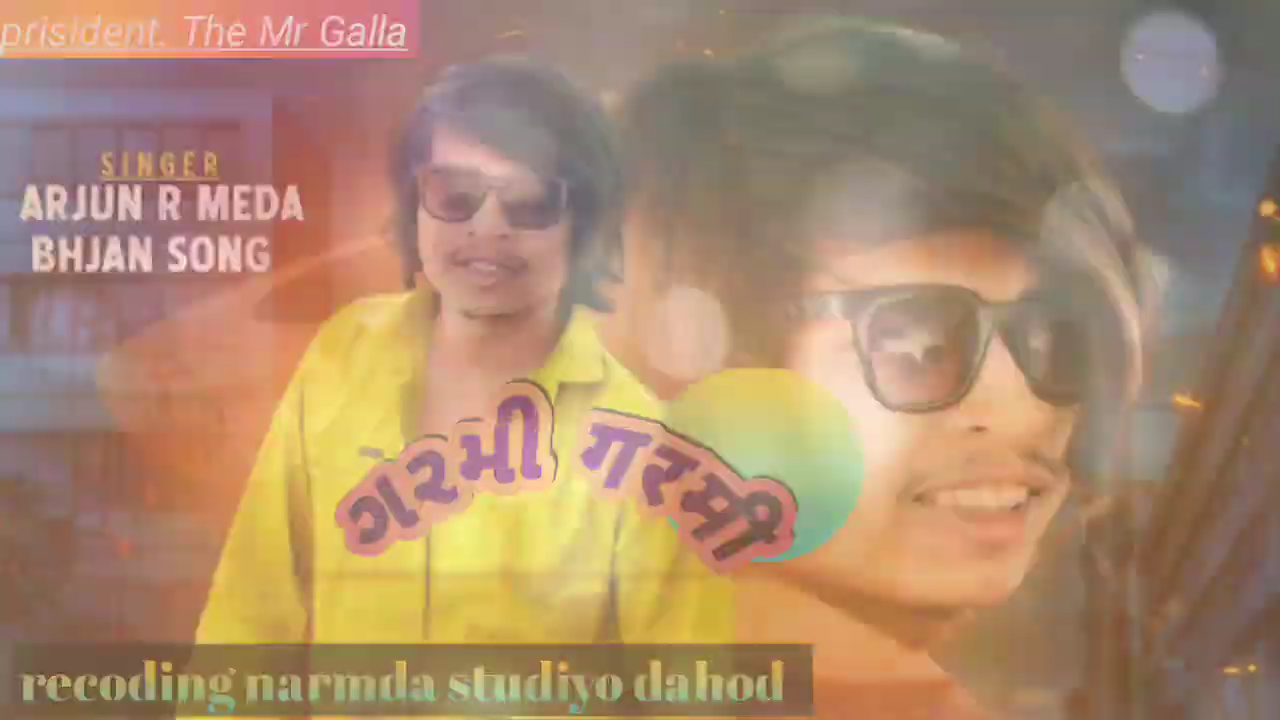 prisident. The Mr Galla
SINGER
ARJUN R MEDA
BHJAN SONG
ગરમી ગરમી
recoding narmda studiyo dahod